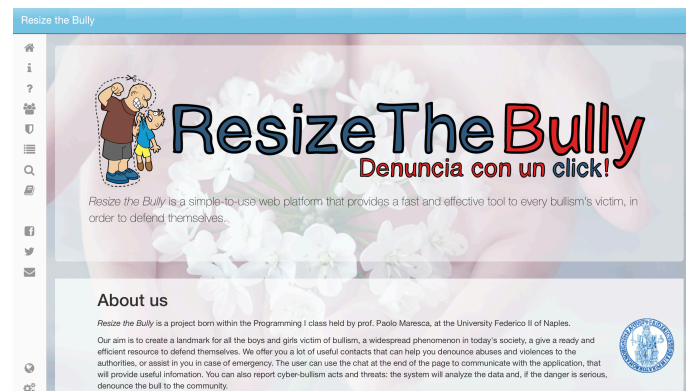 Resize the Bully
ResizeTheBully
Denuncia con un click!
Resize the Bully is a simple-to-use web platform that provides a fast and effective tool to every bullism's victim, in
order to defend themselves.
About us
Resize the Bully is a project born within the Programming I class held by prof. Paolo Maresca, at the University Federico II of Naples.
Our aim is to create a landmark for all the boys and girls victim of bullism, a widespread phenomenon in today's society, a give a ready and
efficient resource to defend themselves. We offer you a lot of useful contacts that can help you denounce abuses and violences to the
authorities, or assist in you in case of emergency. The user can use the chat at the end of the page to communicate with the application, that
will provide useful infomation. You can also report cyber-bullism acts and threats: the system will analyze the data and, if the danger is serious,
denounce the bull to the community.